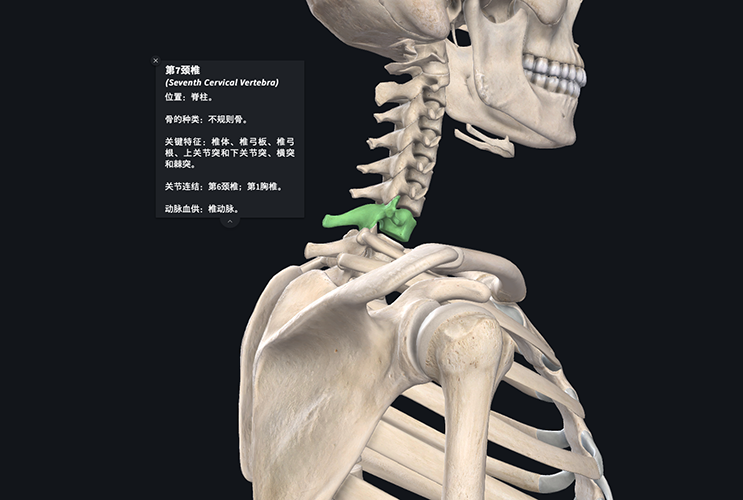 第7颈椎
(Seventh Cervical Vertebra)
位置：脊柱。
骨的种类：不规则骨。
关键特征：椎体、椎弓板、椎弓
根、上关节突和下关节突、横突
和棘突。
关节连结：第6颈椎；第1胸椎。
动脉血供：椎动脉。